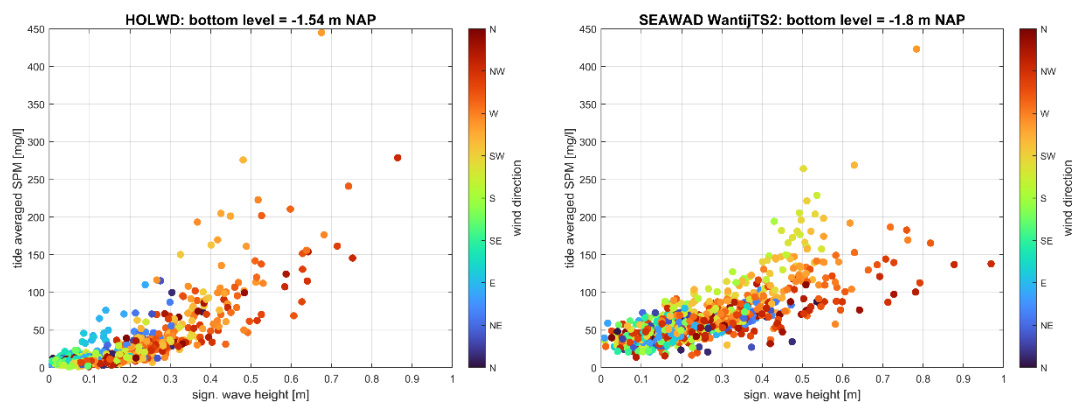 HOLWD: bottom level = -1.54 m NAP
450
400
350
300
250
200
150
100
50
0
tide averaged SPM [mg/l]
0
0.1
0.2
0.3
0.4
0.5
0.6
0.7
0.8
0.9
1
sign. wave height [m]
N
NW
W
SW
S
SE
E
NE
N
wind direction
SEAWAD WantijTS2: bottom level = -1.8 m NAP
450
400
350
300
250
200
150
100
50
0
tide averaged SPM [mg/l]
0
0.1
0.2
0.3
0.4
0.5
0.6
0.7
0.8
0.9
1
sign. wave height [m]
N
NW
W
SW
S
SE
E
NE
N
wind direction